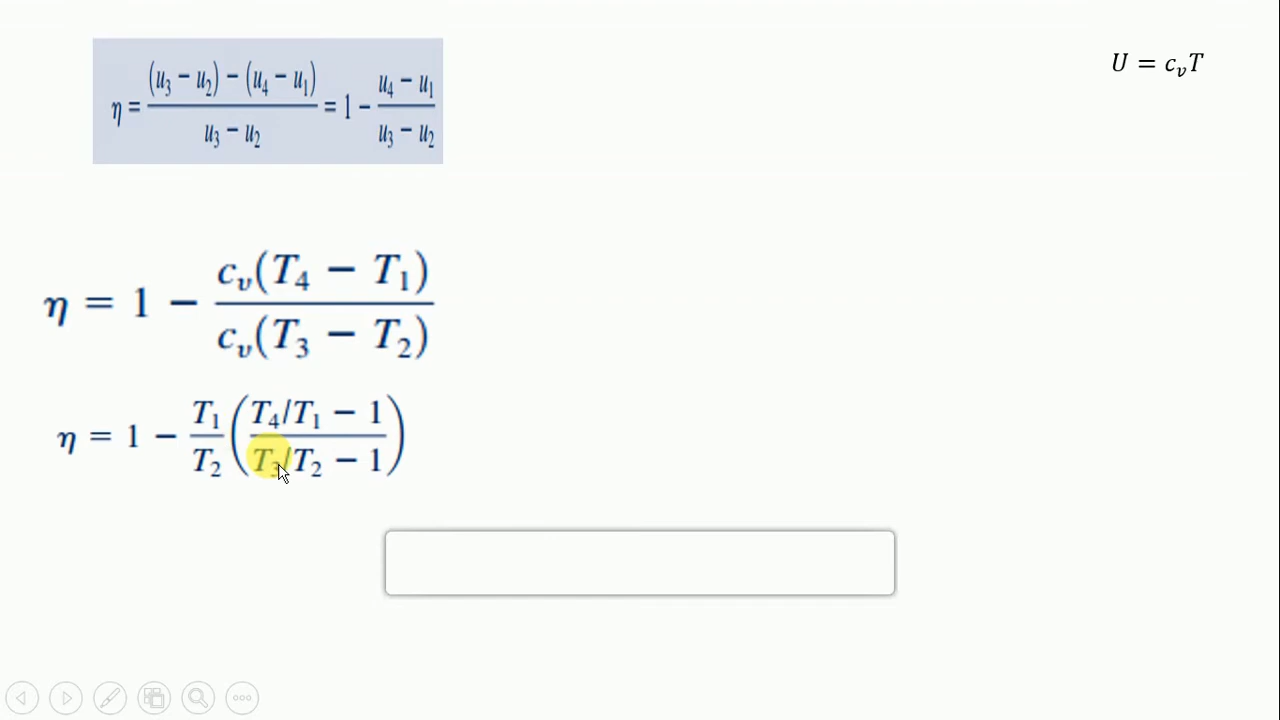 η = (u₃ − u₂) − (u₄ − u₁) / u₃ − u₂ = 1 − u₄ − u₁ / u₃ − u₂
U = cᵥT
η = 1 − cᵥ(T₄ − T₁) / cᵥ(T₃ − T₂)
η = 1 − T₁/T₂ (T₄/T₁ − 1 / T₃/T₂ − 1)